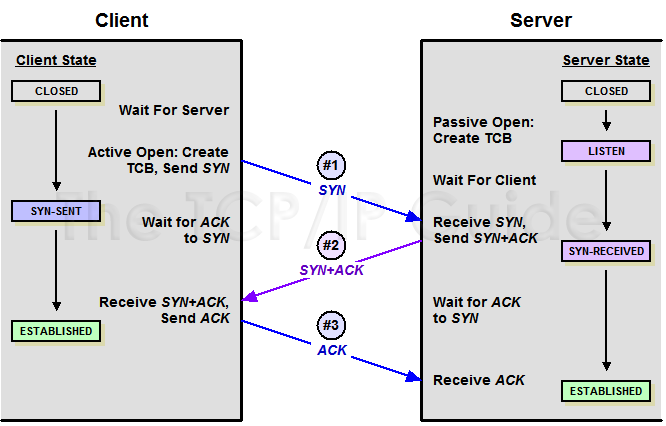 Client
Server
Client State
CLOSED
Wait For Server
Active Open: Create
TCB, Send SYN
SYN-SENT
Wait for ACK
to SYN
Receive SYN+ACK,
Send ACK
ESTABLISHED
#1
SYN
#2
SYN+ACK
#3
ACK
Server State
CLOSED
Passive Open:
Create TCB
LISTEN
Wait For Client
Receive SYN,
Send SYN+ACK
SYN-RECEIVED
Wait for ACK
to SYN
Receive ACK
ESTABLISHED
The TCP/IP Guide